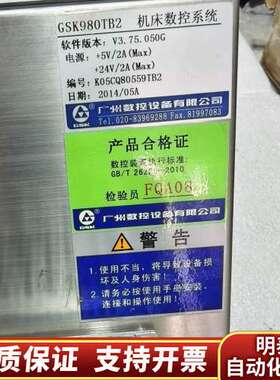 GSK980TB2 机床数控系统
软件版本: V3.75.050G
电源: +5V/2A(Max)
+24V/2A(Max)
编号: K05CQ80559TB2
日期: 2014/05A
广州数控设备有限公司
Tel.020-83969288 Fax.81997083
产品合格证
数控装置执行标准:
GB/T 26220-2010
检验员 FQA08
广州数控设备有限公司
警告
1、使用不当,将导致设备损
坏及人身伤害!
2、请务必按使用手册安装、
连接和操作使用!
质保证 支持开票
明
自动化